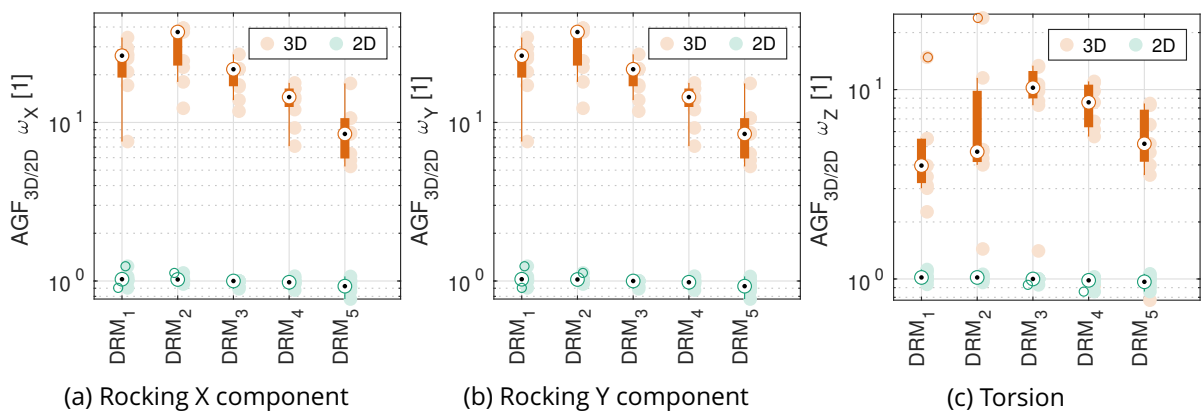 AGF3D/2D ωX [1]
10^1
10^0
3D 2D
DRM1
DRM2
DRM3
DRM4
DRM5
(a) Rocking X component
AGF3D/2D ωY [1]
10^1
10^0
3D 2D
DRM1
DRM2
DRM3
DRM4
DRM5
(b) Rocking Y component
AGF3D/2D ωZ [1]
10^1
10^0
3D 2D
DRM1
DRM2
DRM3
DRM4
DRM5
(c) Torsion